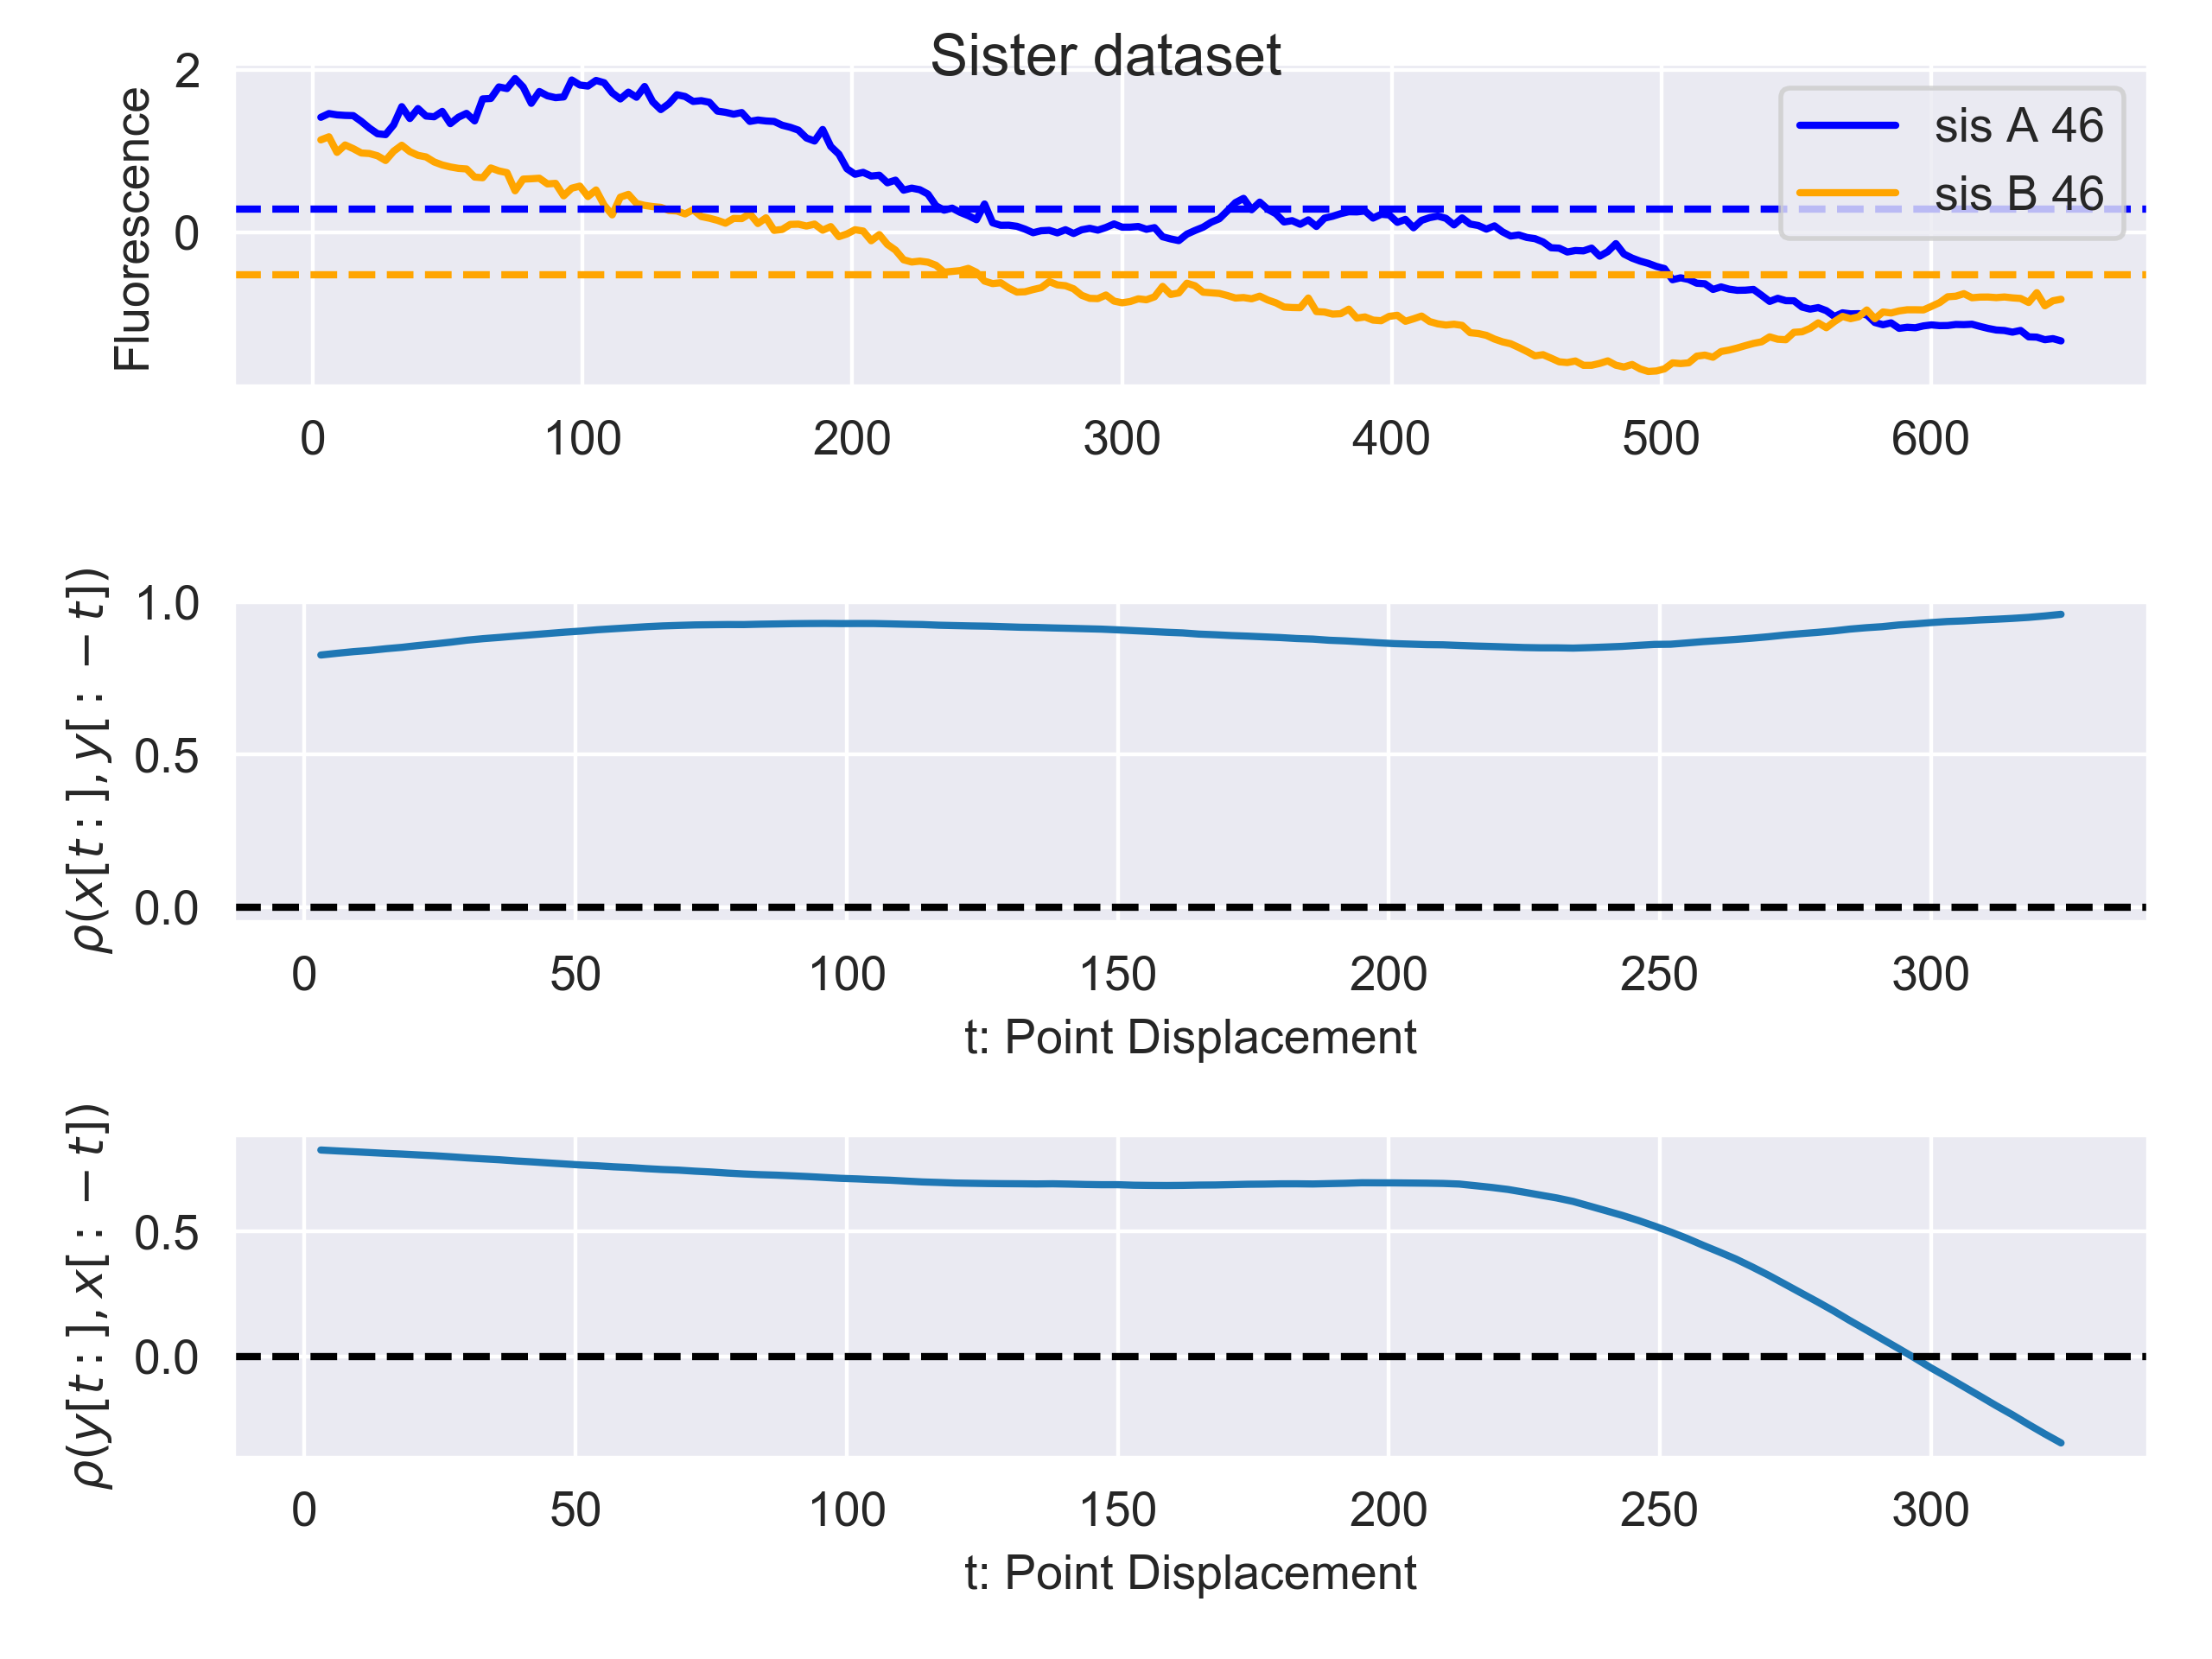 Sister dataset
Fluorescence
2
0
sis A 46
sis B 46
0 100 200 300 400 500 600
ρ(x[t:], y[: −t])
1.0
0.5
0.0
0 50 100 150 200 250 300
t: Point Displacement
ρ(y[t:], x[: −t])
0.5
0.0
0 50 100 150 200 250 300
t: Point Displacement